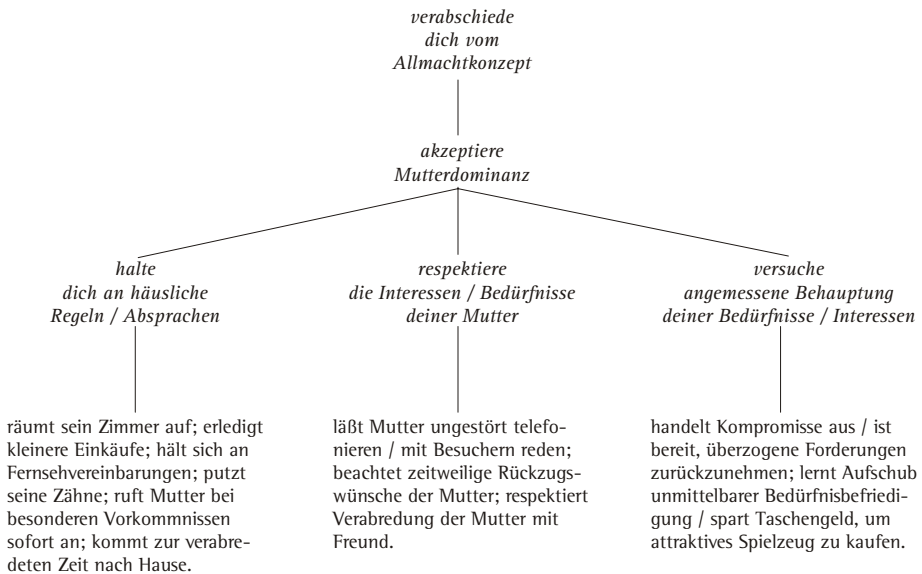 verabschiede
dich vom
Allmachtkonzept
akzeptiere
Mutterdominanz
halte
dich an häusliche
Regeln / Absprachen
respektiere
die Interessen / Bedürfnisse
deiner Mutter
versuche
angemessene Behauptung
deiner Bedürfnisse / Interessen
räumt sein Zimmer auf; erledigt
kleinere Einkäufe; hält sich an
Fernsehvereinbarungen; putzt
seine Zähne; ruft Mutter bei
besonderen Vorkommnissen
sofort an; kommt zur verabre-
deten Zeit nach Hause.
läßt Mutter ungestört telefo-
nieren / mit Besuchern reden;
beachtet zeitweilige Rückzugs-
wünsche der Mutter; respektiert
Verabredung der Mutter mit
Freund.
handelt Kompromisse aus / ist
bereit, überzogene Forderungen
zurückzunehmen; lernt Aufschub
unmittelbarer Bedürfnisbefriedi-
gung / spart Taschengeld, um
attraktives Spielzeug zu kaufen.